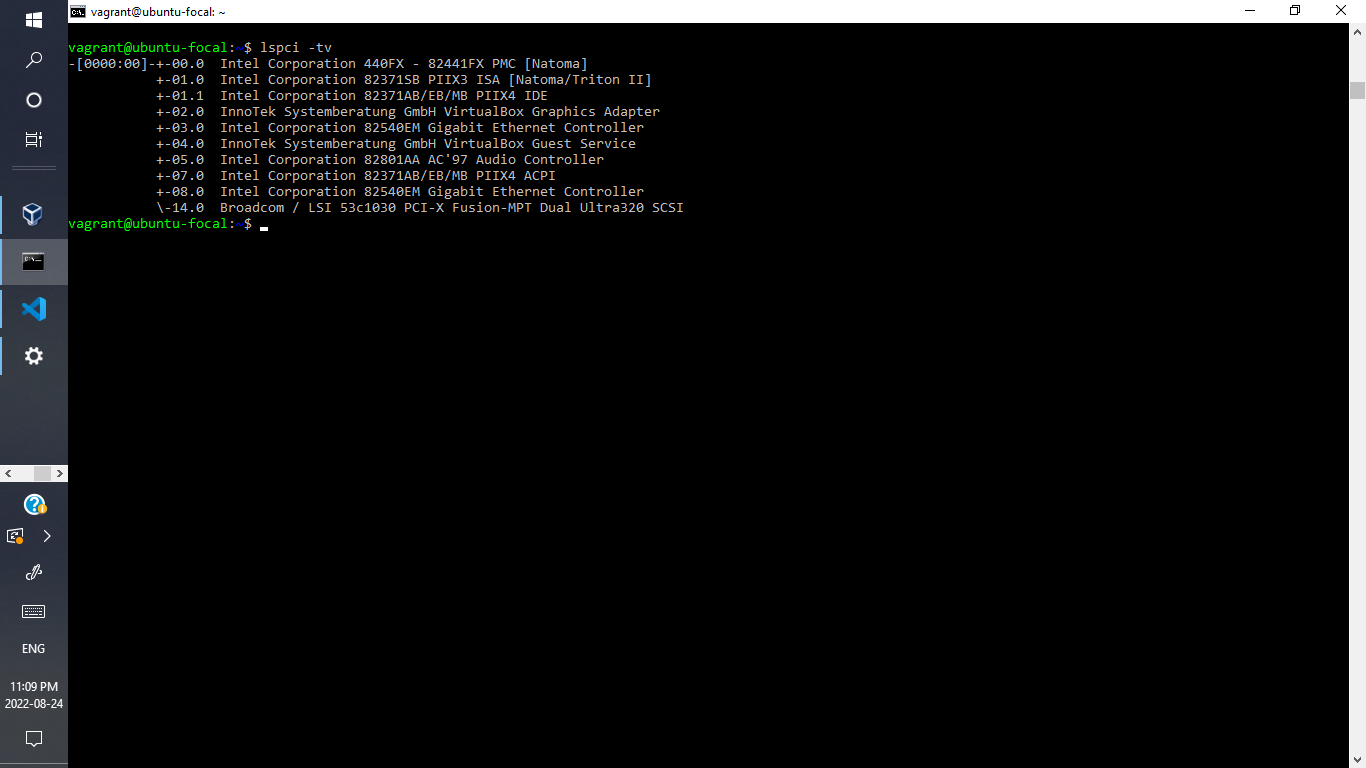 vagrant@ubuntu-focal: ~
vagrant@ubuntu-focal:~$ lspci -tv
-[0000:00]-+-00.0  Intel Corporation 440FX - 82441FX PMC [Natoma]
           +-01.0  Intel Corporation 82371SB PIIX3 ISA [Natoma/Triton II]
           +-01.1  Intel Corporation 82371AB/EB/MB PIIX4 IDE
           +-02.0  InnoTek Systemberatung GmbH VirtualBox Graphics Adapter
           +-03.0  Intel Corporation 82540EM Gigabit Ethernet Controller
           +-04.0  InnoTek Systemberatung GmbH VirtualBox Guest Service
           +-05.0  Intel Corporation 82801AA AC'97 Audio Controller
           +-07.0  Intel Corporation 82371AB/EB/MB PIIX4 ACPI
           +-08.0  Intel Corporation 82540EM Gigabit Ethernet Controller
           \-14.0  Broadcom / LSI 53c1030 PCI-X Fusion-MPT Dual Ultra320 SCSI
vagrant@ubuntu-focal:~$
ENG
11:09 PM
2022-08-24